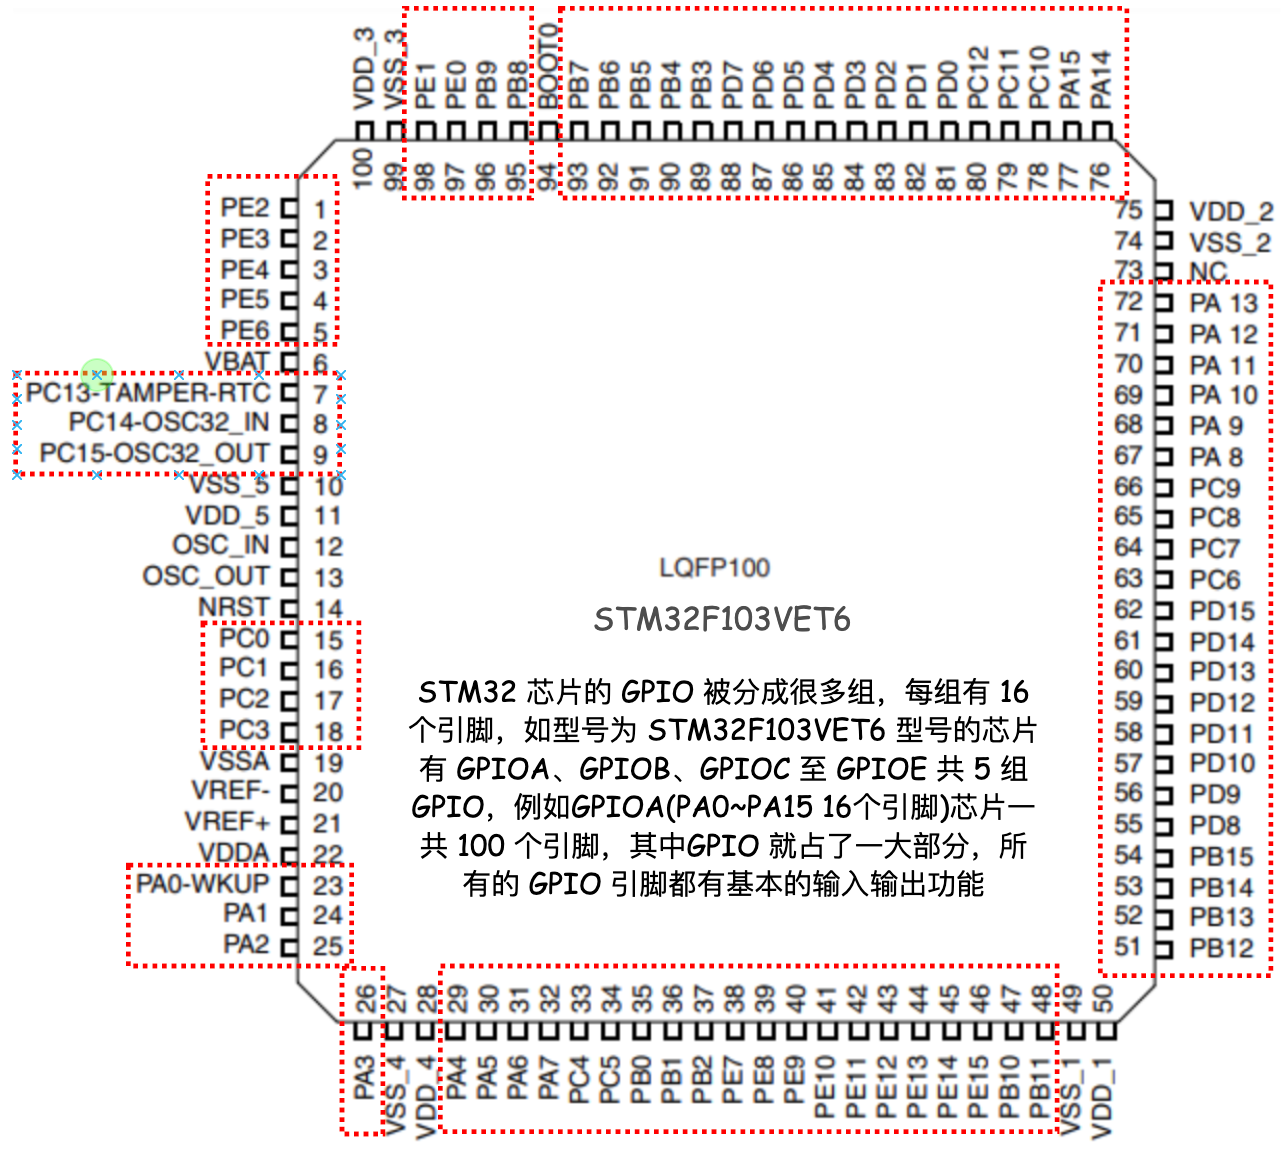 VDD_3
VSS_3
PE1
PE0
PB9
PB8
BOOT0
PB7
PB6
PB5
PB4
PB3
PD7
PD6
PD5
PD4
PD3
PD2
PD1
PD0
PC12
PC11
PC10
PA15
PA14
100
99
98
97
96
95
94
93
92
91
90
89
88
87
86
85
84
83
82
81
80
79
78
77
76
PE2 1
PE3 2
PE4 3
PE5 4
PE6 5
VBAT 6
PC13-TAMPER-RTC 7
PC14-OSC32_IN 8
PC15-OSC32_OUT 9
VSS_5 10
VDD_5 11
OSC_IN 12
OSC_OUT 13
NRST 14
PC0 15
PC1 16
PC2 17
PC3 18
VSSA 19
VREF- 20
VREF+ 21
VDDA 22
PA0-WKUP 23
PA1 24
PA2 25
75 VDD_2
74 VSS_2
73 NC
72 PA 13
71 PA 12
70 PA 11
69 PA 10
68 PA 9
67 PA 8
66 PC9
65 PC8
64 PC7
63 PC6
62 PD15
61 PD14
60 PD13
59 PD12
58 PD11
57 PD10
56 PD9
55 PD8
54 PB15
53 PB14
52 PB13
51 PB12
LQFP100
STM32F103VET6
STM32 芯片的 GPIO 被分成很多组，每组有 16
个引脚，如型号为 STM32F103VET6 型号的芯片
有 GPIOA、GPIOB、GPIOC 至 GPIOE 共 5 组
GPIO，例如GPIOA(PA0~PA15 16个引脚)芯片一
共 100 个引脚，其中GPIO 就占了一大部分，所
有的 GPIO 引脚都有基本的输入输出功能
26
27
28
29
30
31
32
33
34
35
36
37
38
39
40
41
42
43
44
45
46
47
48
49
50
PA3
VSS_4
VDD_4
PA4
PA5
PA6
PA7
PC4
PC5
PB0
PB1
PB2
PE7
PE8
PE9
PE10
PE11
PE12
PE13
PE14
PE15
PB10
PB11
VSS_1
VDD_1